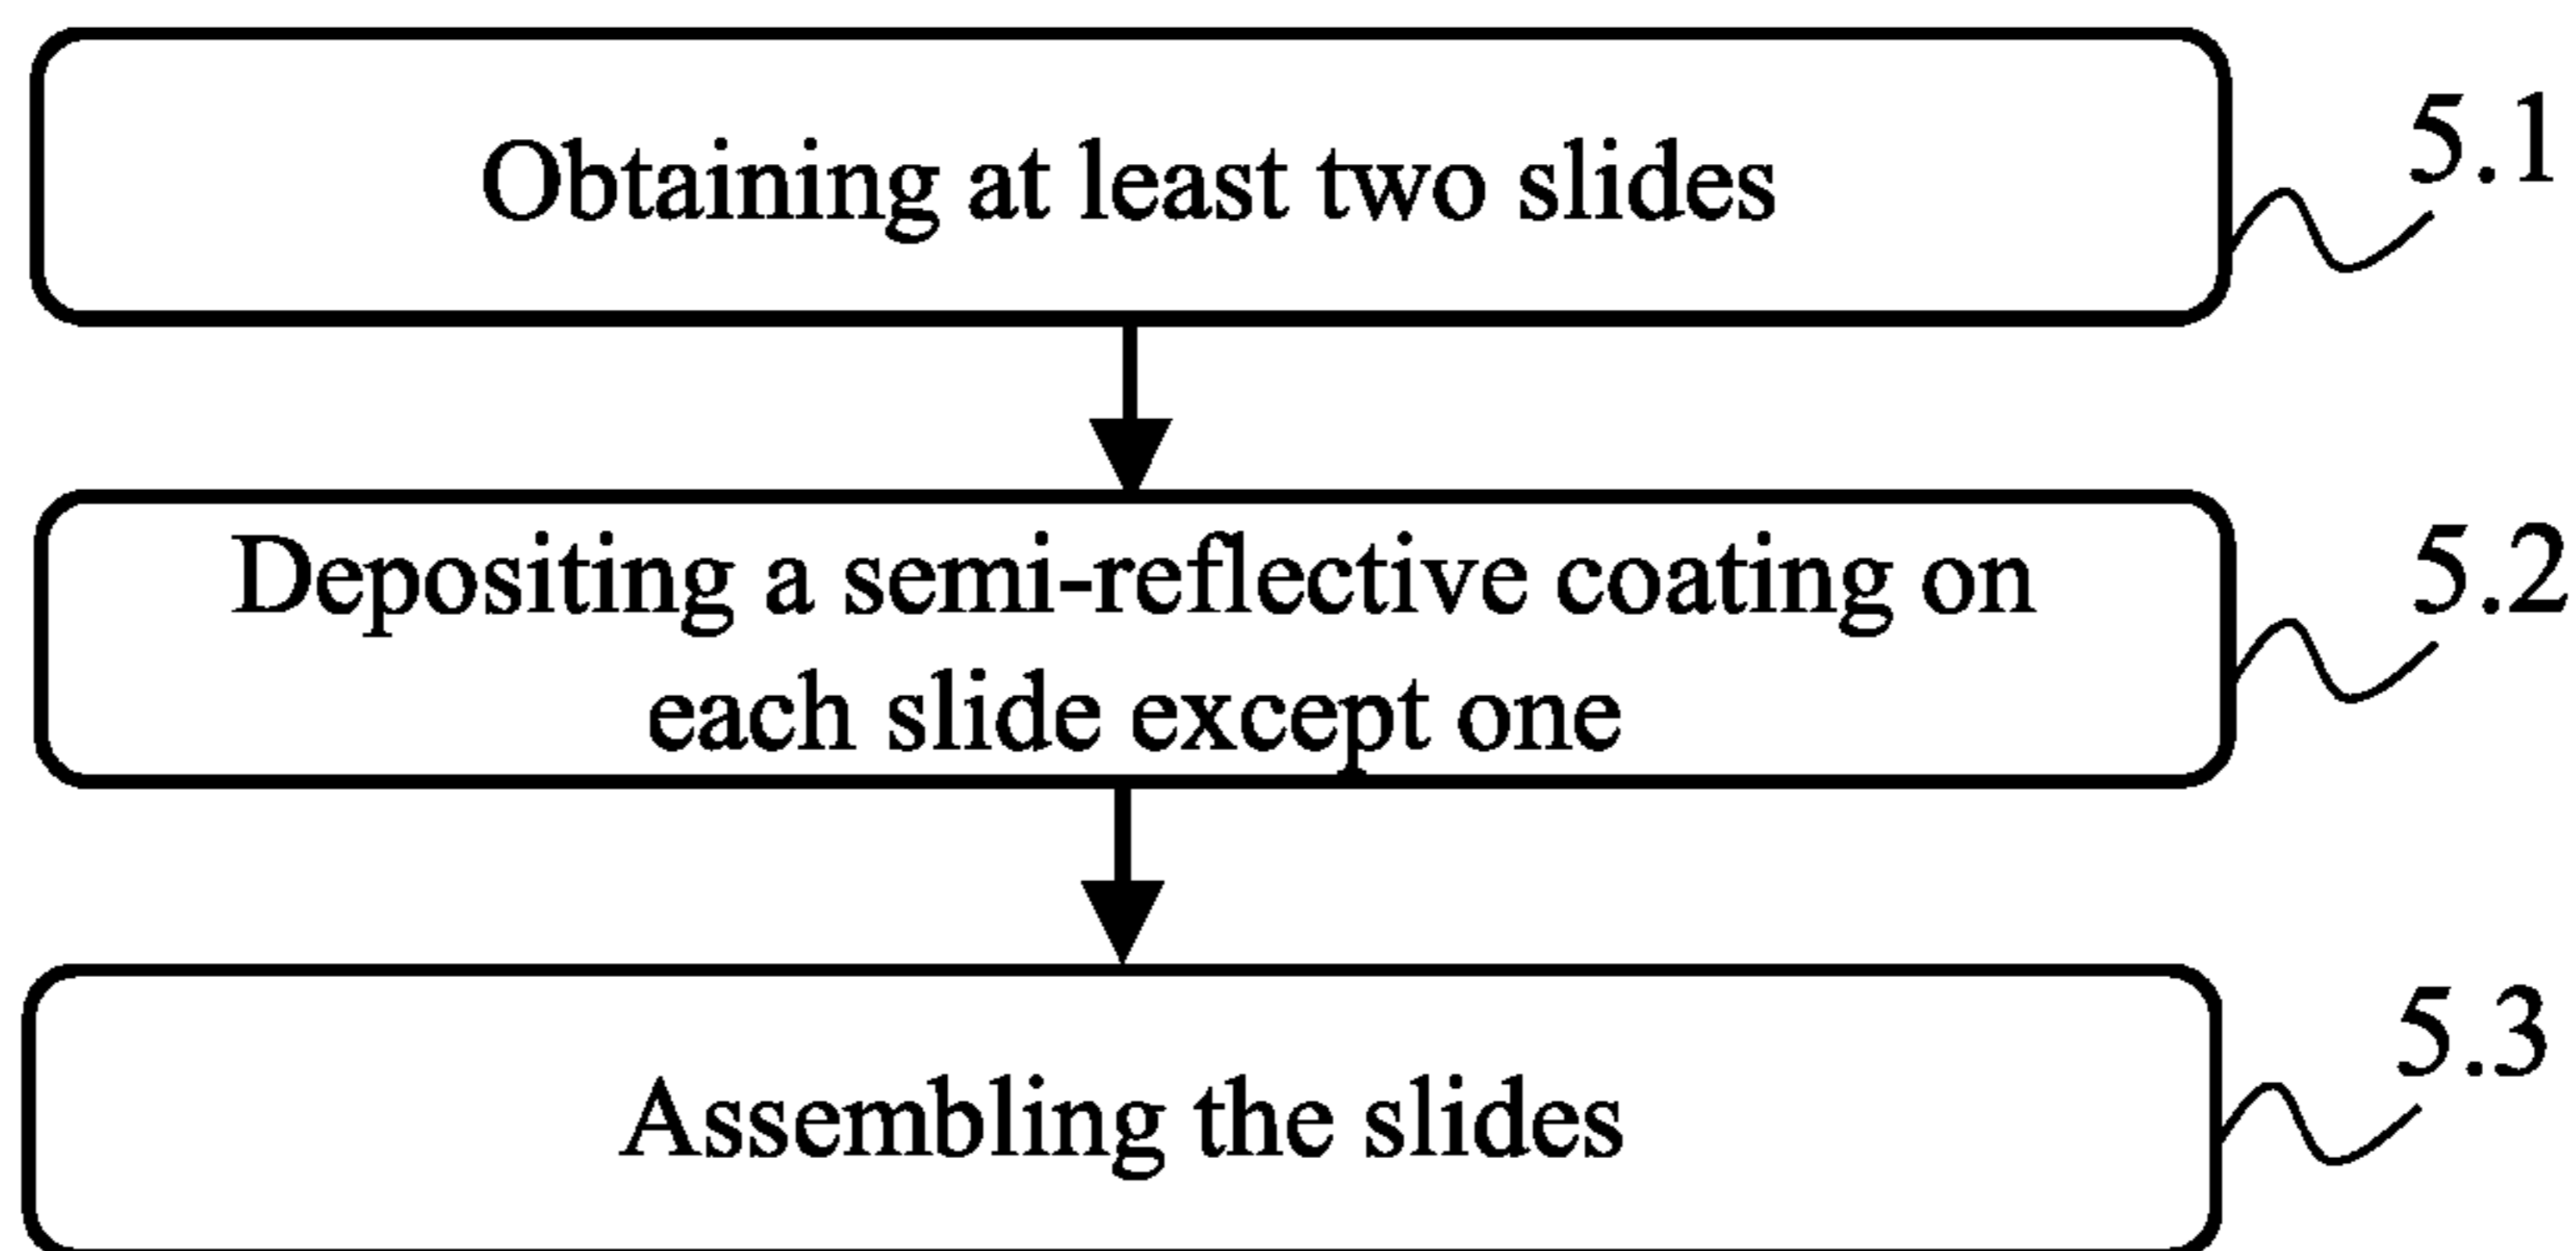 Obtaining at least two slides
5.1
Depositing a semi-reflective coating on
each slide except one
5.2
Assembling the slides
5.3